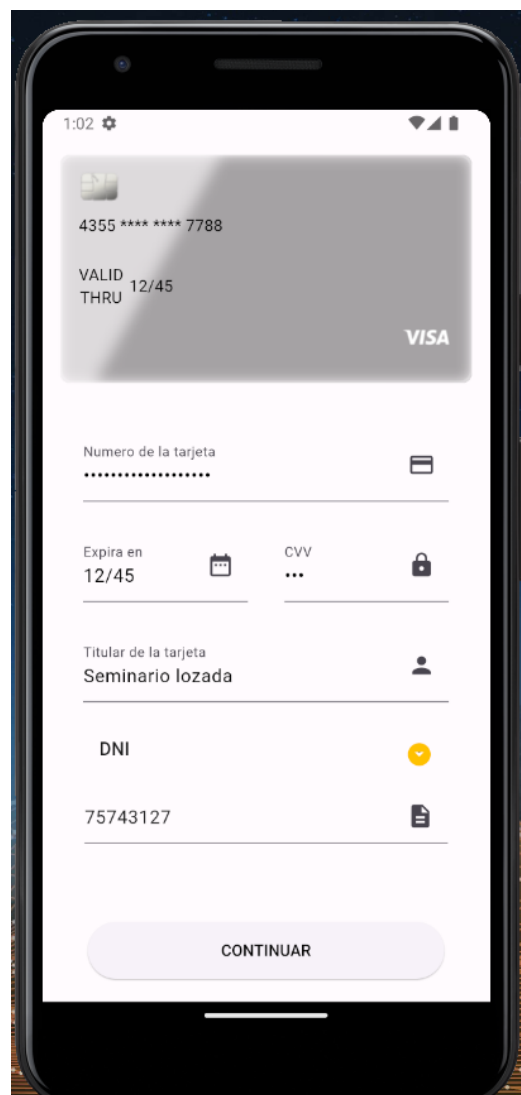 1:02
4355 **** **** 7788
VALID
THRU 12/45
VISA
Numero de la tarjeta
•••••••••••••••••••
Expira en
12/45
CVV
•••
Titular de la tarjeta
Seminario lozada
DNI
75743127
CONTINUAR